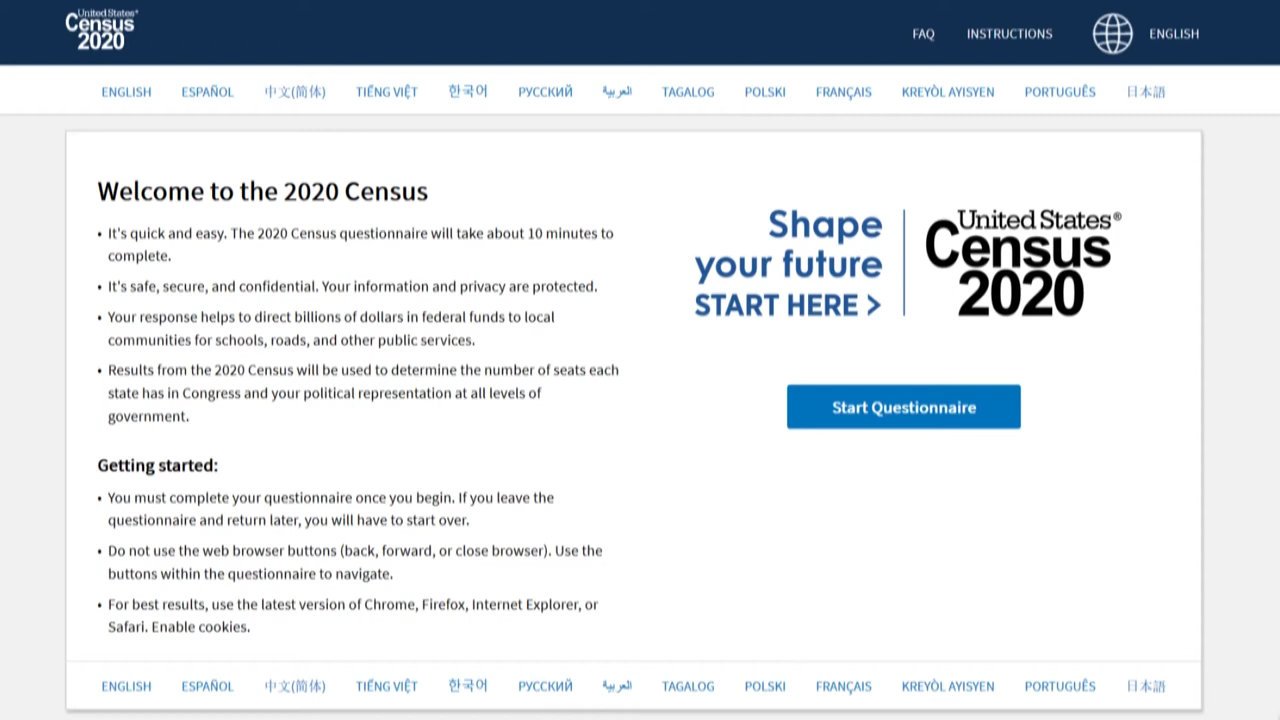 United States®
Census
2020
FAQ INSTRUCTIONS ENGLISH
ENGLISH ESPAÑOL 中文(简体) TIẾNG VIỆT 한국어 РУССКИЙ العربية TAGALOG POLSKI FRANÇAIS KREYÒL AYISYEN PORTUGUÊS 日本語
Welcome to the 2020 Census
• It's quick and easy. The 2020 Census questionnaire will take about 10 minutes to
complete.
• It's safe, secure, and confidential. Your information and privacy are protected.
• Your response helps to direct billions of dollars in federal funds to local
communities for schools, roads, and other public services.
• Results from the 2020 Census will be used to determine the number of seats each
state has in Congress and your political representation at all levels of
government.
Getting started:
• You must complete your questionnaire once you begin. If you leave the
questionnaire and return later, you will have to start over.
• Do not use the web browser buttons (back, forward, or close browser). Use the
buttons within the questionnaire to navigate.
• For best results, use the latest version of Chrome, Firefox, Internet Explorer, or
Safari. Enable cookies.
Shape
your future
START HERE >
United States®
Census
2020
Start Questionnaire
ENGLISH ESPAÑOL 中文(简体) TIẾNG VIỆT 한국어 РУССКИЙ العربية TAGALOG POLSKI FRANÇAIS KREYÒL AYISYEN PORTUGUÊS 日本語